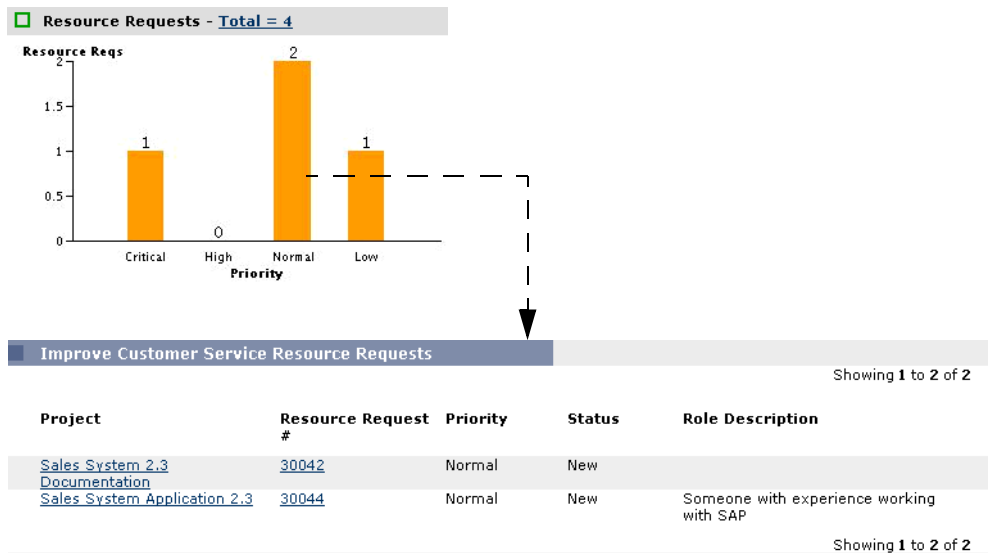 Resource Requests - Total = 4
Resource Reqs
2
2
1.5
1
1
1
0.5
0
0
Critical High Normal Low
Priority
Improve Customer Service Resource Requests
Showing 1 to 2 of 2
Project Resource Request Priority Status Role Description
#
Sales System 2.3 30042 Normal New
Documentation
Sales System Application 2.3 30044 Normal New Someone with experience working
with SAP
Showing 1 to 2 of 2